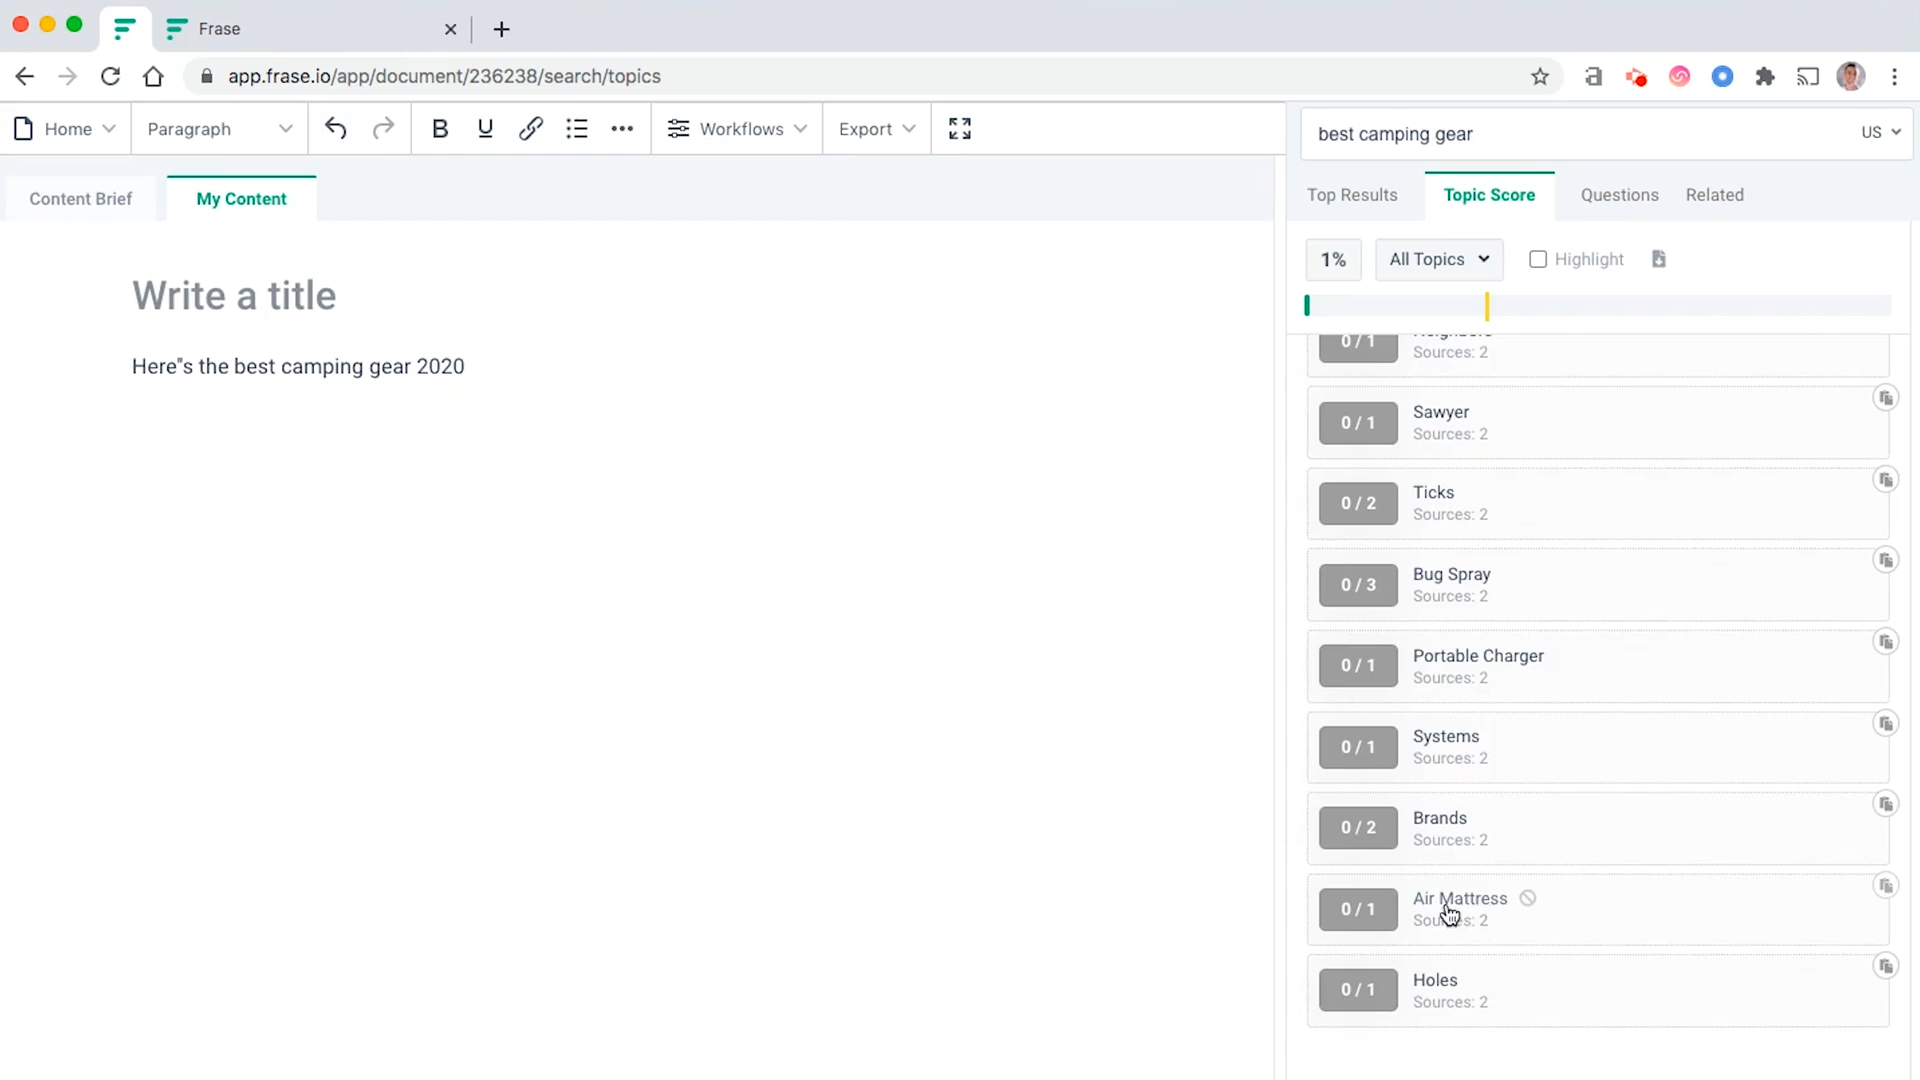 Frase
app.frase.io/app/document/236238/search/topics
Home
Paragraph
B
U
Workflows
Export
best camping gear
US
Content Brief
My Content
Top Results
Topic Score
Questions
Related
1%
All Topics
Highlight
Write a title
Here"s the best camping gear 2020
0 / 1
Neighbors
Sources: 2
0 / 1
Sawyer
Sources: 2
0 / 2
Ticks
Sources: 2
0 / 3
Bug Spray
Sources: 2
0 / 1
Portable Charger
Sources: 2
0 / 1
Systems
Sources: 2
0 / 2
Brands
Sources: 2
0 / 1
Air Mattress
Sources: 2
0 / 1
Holes
Sources: 2